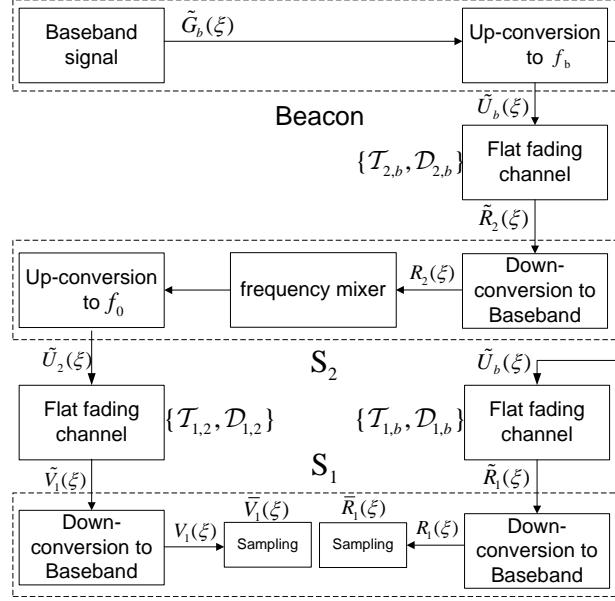 Baseband signal
G̃_b(ξ)
Up-conversion to f_b
Beacon
Ũ_b(ξ)
{𝒯_{2,b}, 𝒟_{2,b}}
Flat fading channel
R̃_2(ξ)
Up-conversion to f_0
frequency mixer
R_2(ξ)
Down-conversion to Baseband
Ũ_2(ξ)
S_2
Ũ_b(ξ)
Flat fading channel
{𝒯_{1,2}, 𝒟_{1,2}}
{𝒯_{1,b}, 𝒟_{1,b}}
Flat fading channel
Ṽ_1(ξ)
S_1
R̃_1(ξ)
Down-conversion to Baseband
V_1(ξ)
V̄_1(ξ)
Sampling
R̄_1(ξ)
Sampling
R_1(ξ)
Down-conversion to Baseband